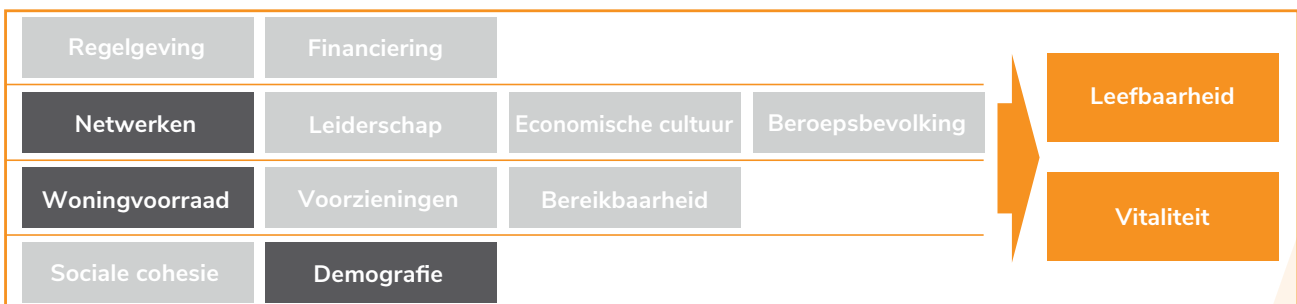 Regelgeving
Financiering
Netwerken
Leiderschap
Economische cultuur
Beroepsbevolking
Woningvoorraad
Voorzieningen
Bereikbaarheid
Sociale cohesie
Demografie
Leefbaarheid
Vitaliteit